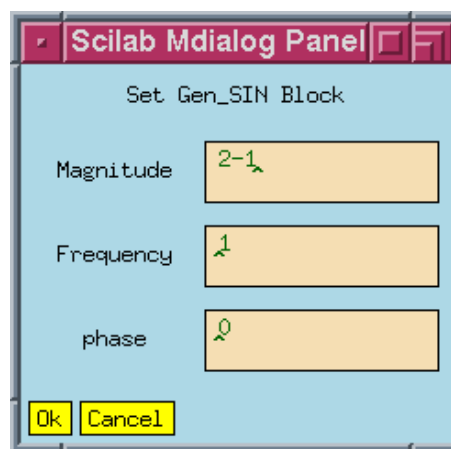 Scilab Mdialog Panel
Set Gen_SIN Block
Magnitude 2-1
Frequency 1
phase 0
Ok Cancel